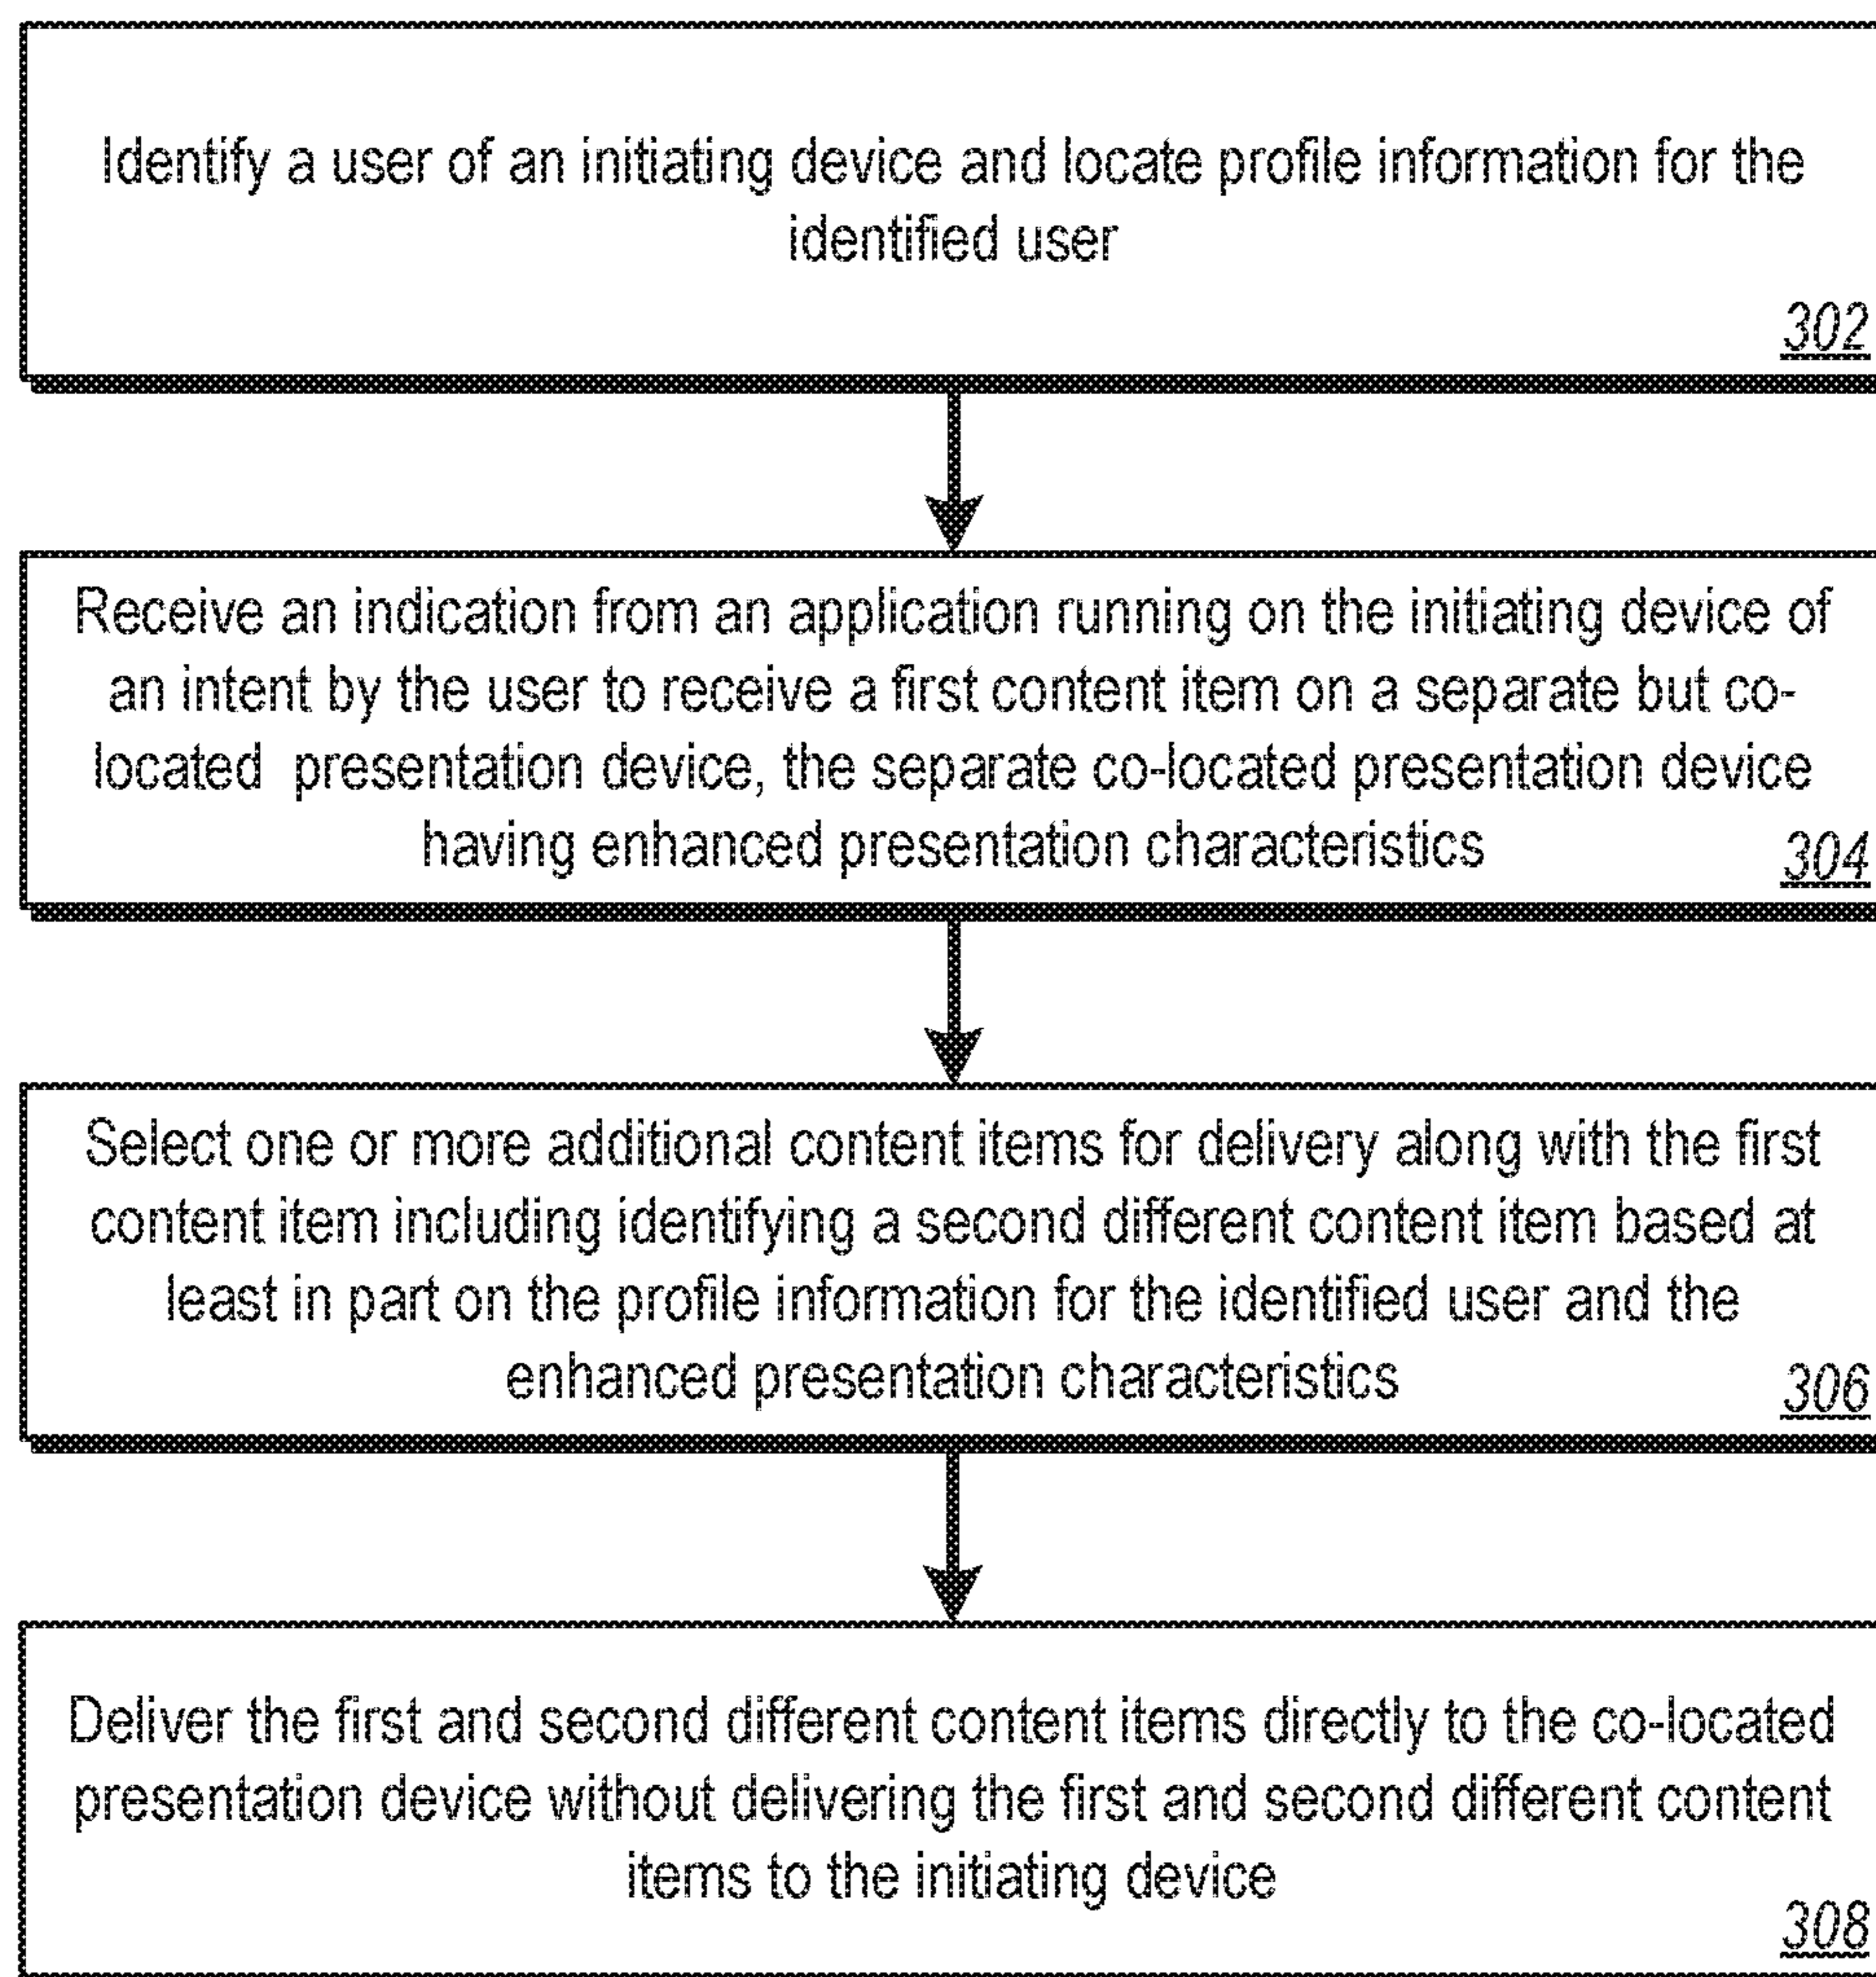 Identify a user of an initiating device and locate profile information for the
identified user
302
Receive an indication from an application running on the initiating device of
an intent by the user to receive a first content item on a separate but co-
located presentation device, the separate co-located presentation device
having enhanced presentation characteristics
304
Select one or more additional content items for delivery along with the first
content item including identifying a second different content item based at
least in part on the profile information for the identified user and the
enhanced presentation characteristics
306
Deliver the first and second different content items directly to the co-located
presentation device without delivering the first and second different content
items to the initiating device
308